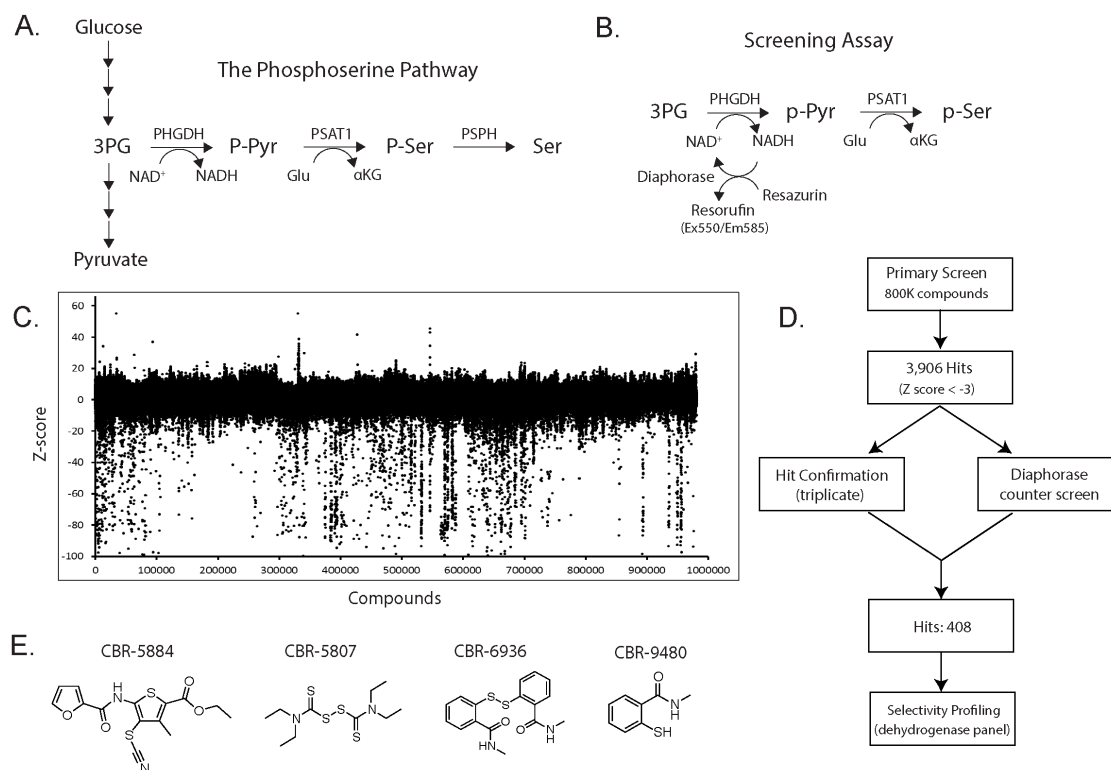 A.
Glucose
The Phosphoserine Pathway
3PG
PHGDH
NAD⁺
NADH
P-Pyr
PSAT1
Glu
αKG
P-Ser
PSPH
Ser
Pyruvate
B.
Screening Assay
3PG
PHGDH
NAD⁺
NADH
p-Pyr
PSAT1
Glu
αKG
p-Ser
Diaphorase
Resazurin
Resorufin
(Ex550/Em585)
C.
Z-score
60
40
20
0
-20
-40
-60
-80
-100
0 100000 200000 300000 400000 500000 600000 700000 800000 900000 1000000
Compounds
D.
Primary Screen
800K compounds
3,906 Hits
(Z score < -3)
Hit Confirmation
(triplicate)
Diaphorase
counter screen
Hits: 408
Selectivity Profiling
(dehydrogenase panel)
E.
CBR-5884
O
O
H
N
S
O
O
S
N
CBR-5807
N
S
S
S
S
N
CBR-6936
S
S
O
N
H
O
N
H
CBR-9480
O
N
H
SH